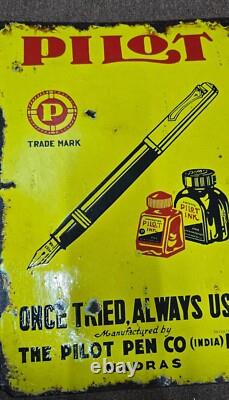 PILOT
P
TRADE MARK
PILOT
INK
PILOT
INK
ONCE TRIED, ALWAYS US
Manufactured by
THE PILOT PEN CO (INDIA)
DRAS
ebay